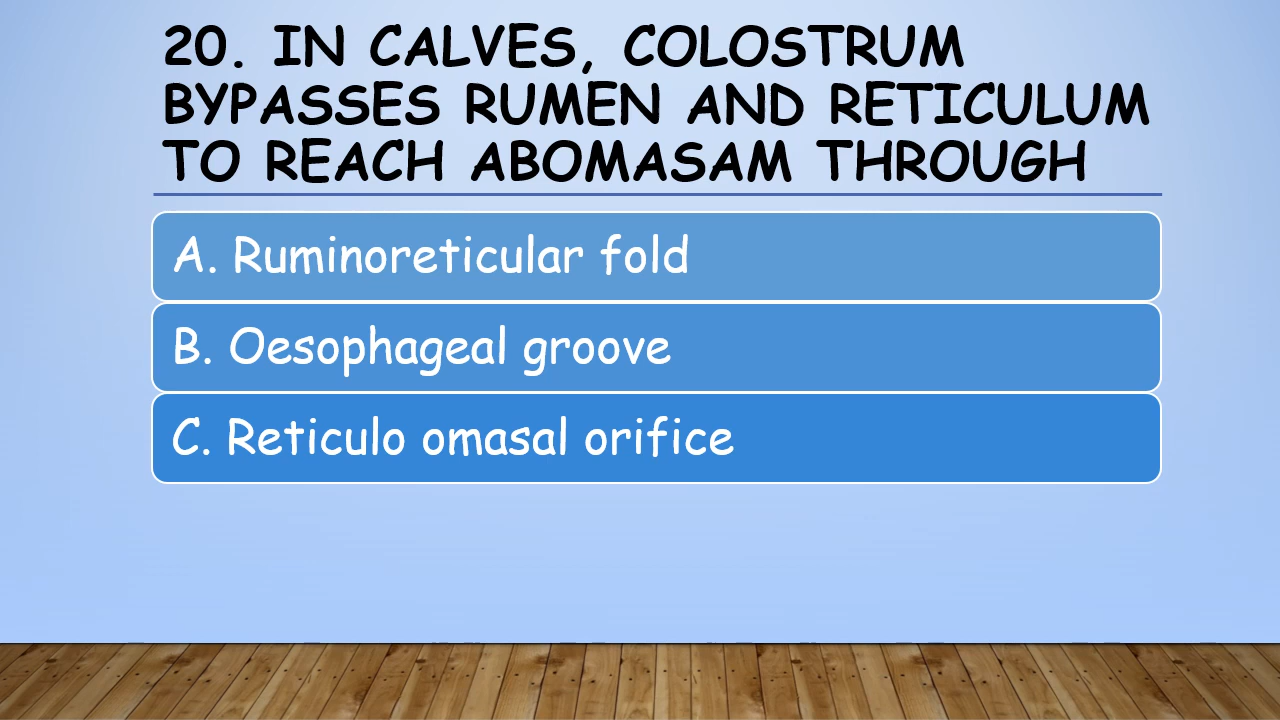 20. IN CALVES, COLOSTRUM
BYPASSES RUMEN AND RETICULUM
TO REACH ABOMASAM THROUGH
A. Ruminoreticular fold
B. Oesophageal groove
C. Reticulo omasal orifice